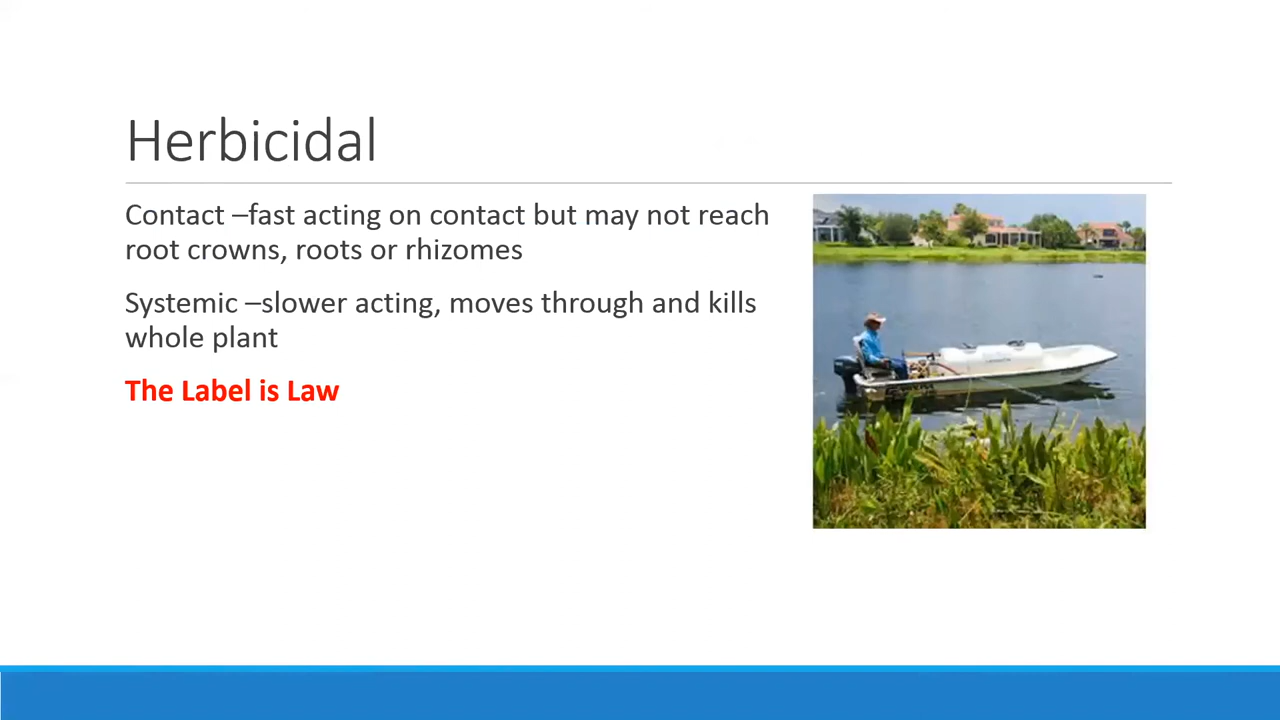 Herbicidal
Contact –fast acting on contact but may not reach
root crowns, roots or rhizomes
Systemic –slower acting, moves through and kills
whole plant
The Label is Law